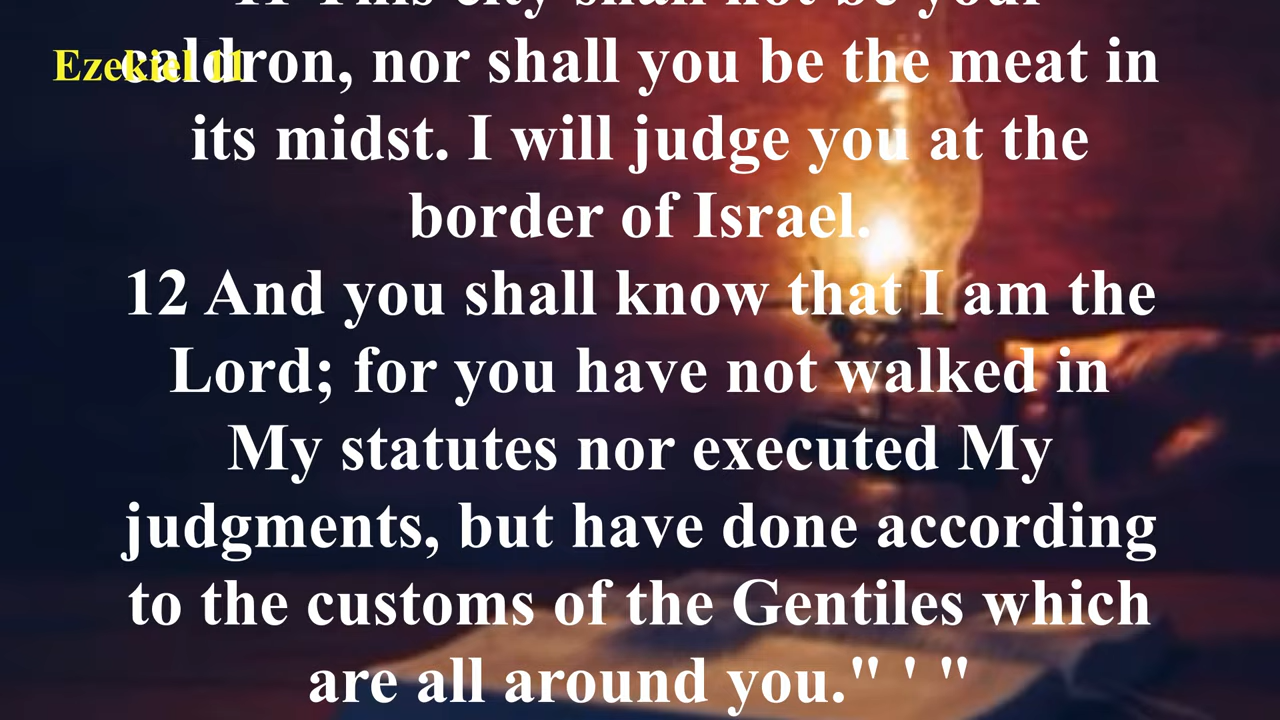 11 This city shall not be your
Ezekiel 11
caldron, nor shall you be the meat in
its midst. I will judge you at the
border of Israel.
12 And you shall know that I am the
Lord; for you have not walked in
My statutes nor executed My
judgments, but have done according
to the customs of the Gentiles which
are all around you." ' "